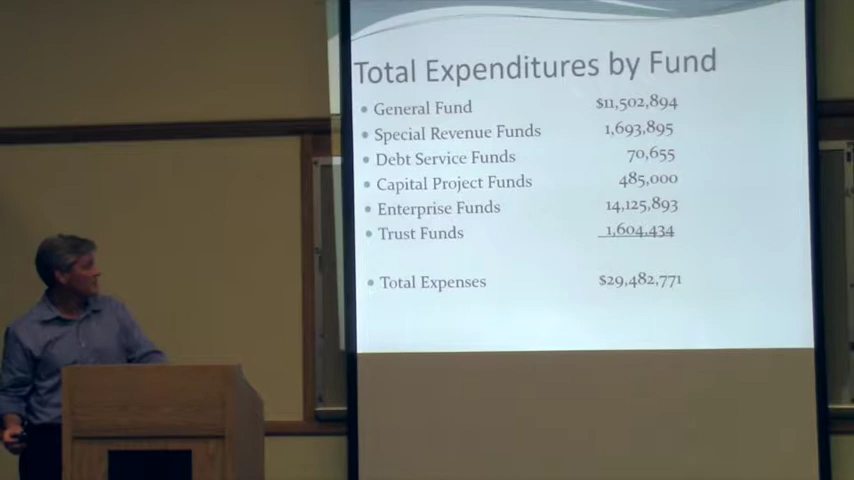 Total Expenditures by Fund
• General Fund $11,502,894
• Special Revenue Funds 1,693,895
• Debt Service Funds 70,655
• Capital Project Funds 485,000
• Enterprise Funds 14,125,893
• Trust Funds 1,604,434
• Total Expenses $29,482,771